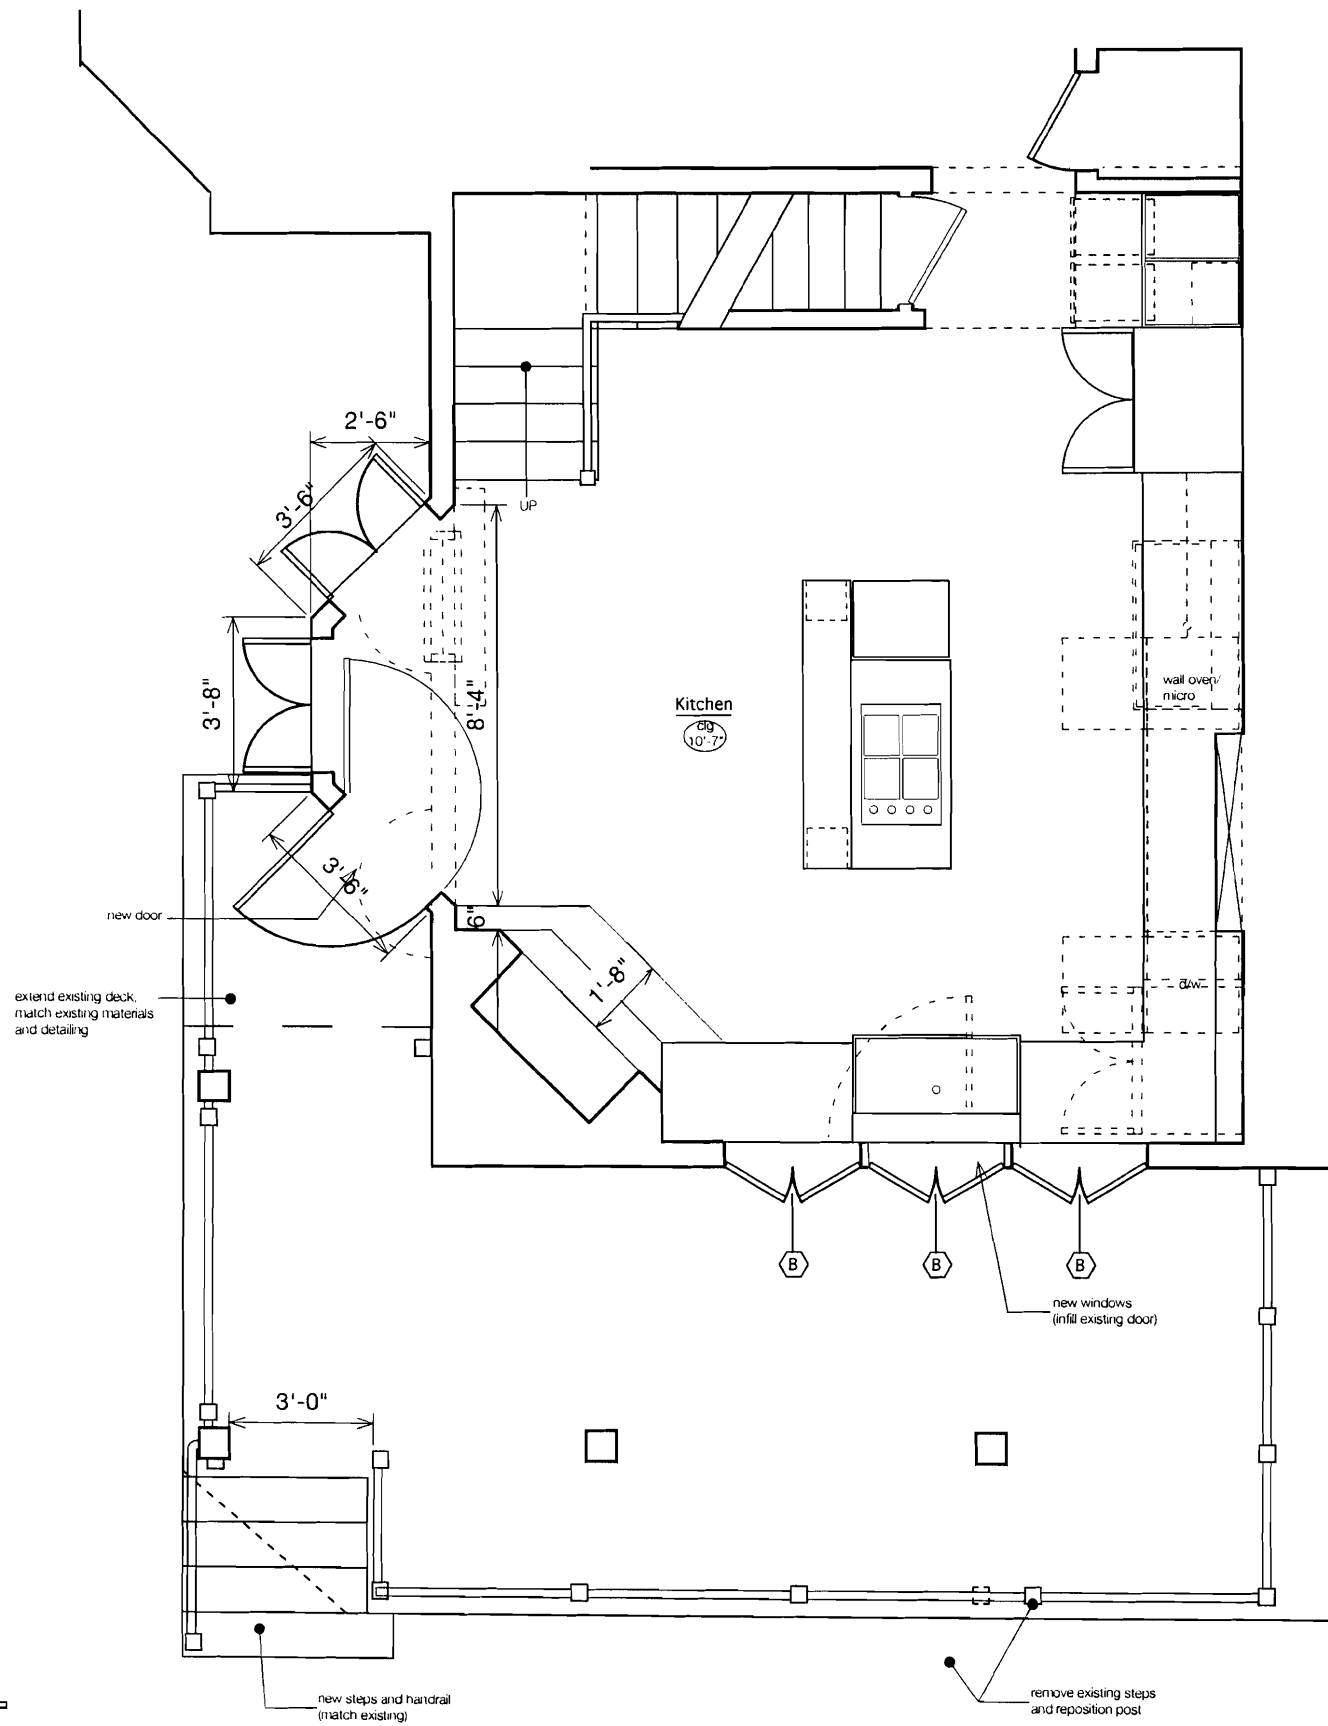 2'-6"
3'-6"
UP
3'-8"
8'-4"
Kitchen
clg
10'-7"
wall oven/
micro
3'-6"
new door
6"
1'-8"
extend existing deck,
match existing materials
and detailing
d/w
B
B
B
new windows
(infill existing door)
3'-0"
new steps and handrail
(match existing)
remove existing steps
and reposition post